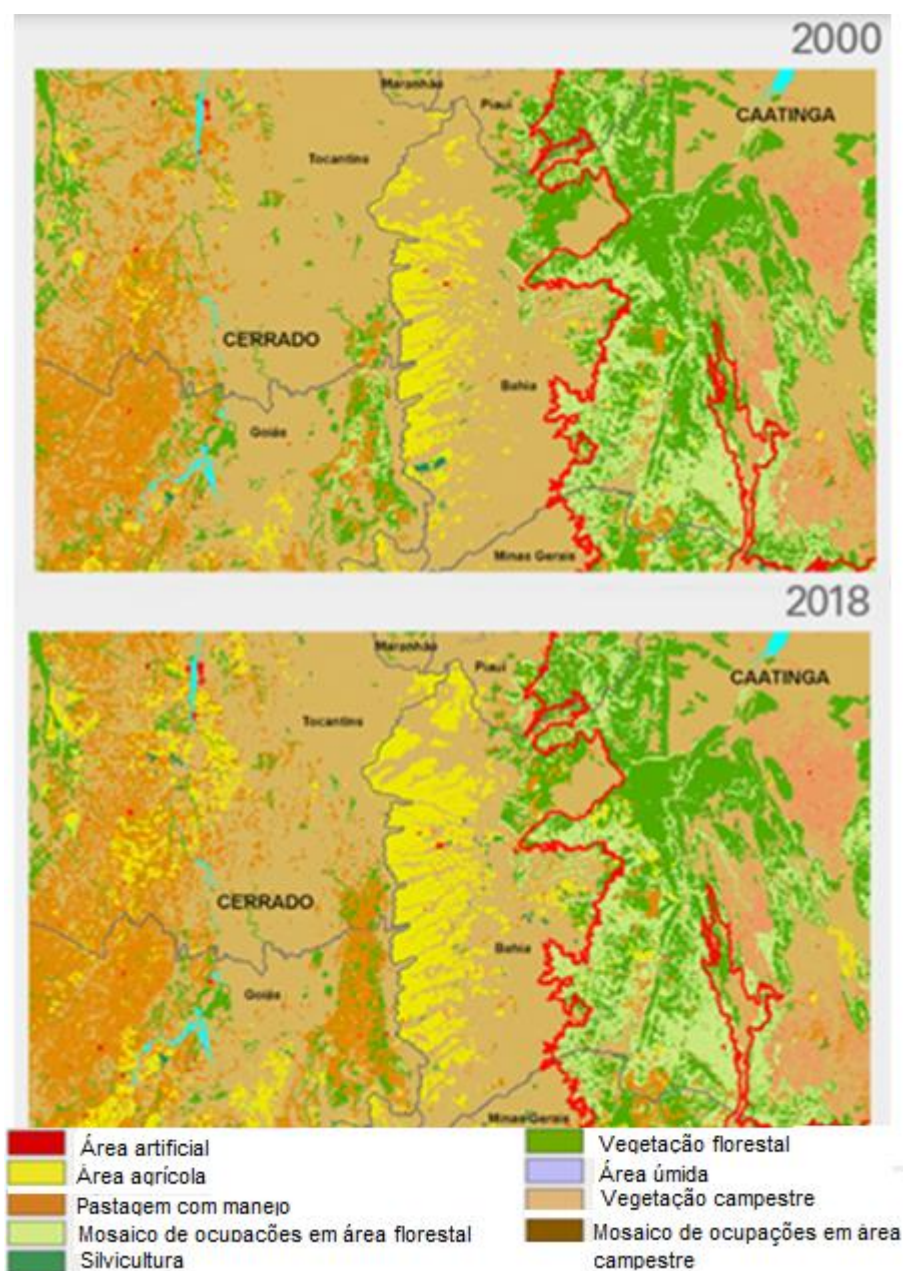 2000
Maranhão
Piauí
CAATINGA
Tocantins
CERRADO
Bahia
Goiás
Minas Gerais
2018
Maranhão
Piauí
CAATINGA
Tocantins
CERRADO
Bahia
Goiás
Minas Gerais
Área artificial
Área agrícola
Pastagem com manejo
Mosaico de ocupações em área florestal
Silvicultura
Vegetação florestal
Área úmida
Vegetação campestre
Mosaico de ocupações em área
campestre